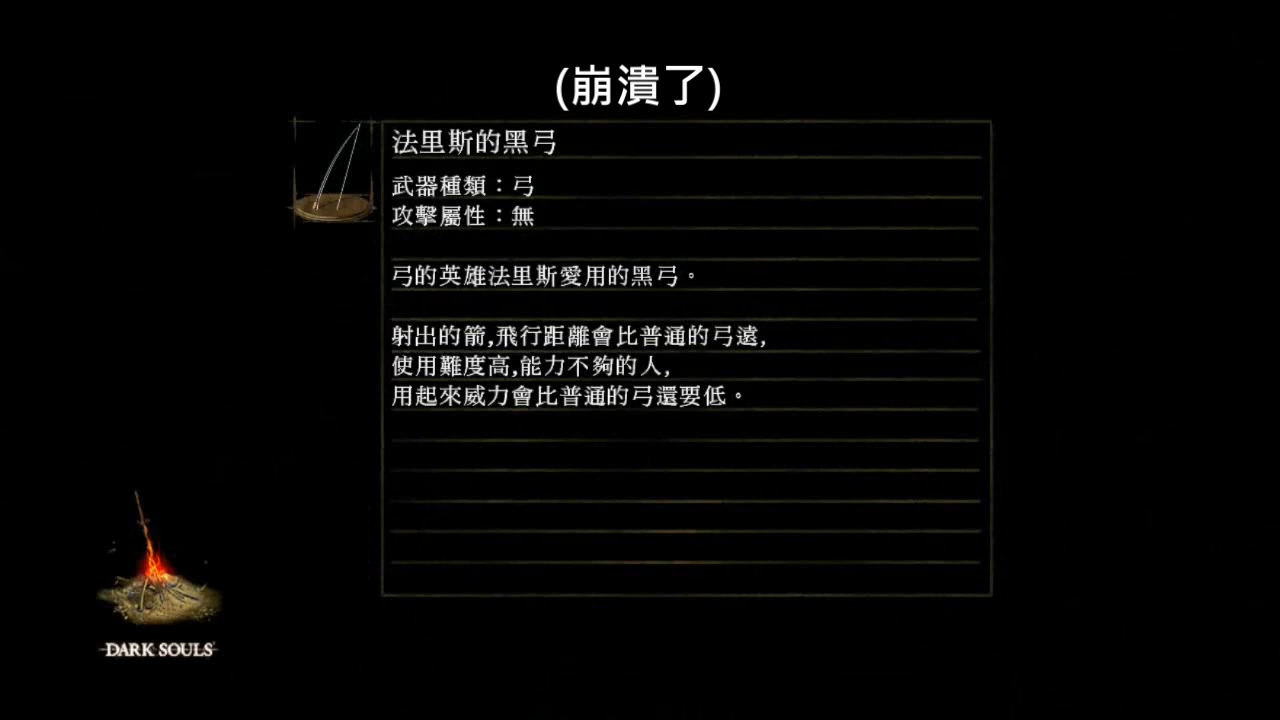 (崩潰了)
法里斯的黑弓
武器種類：弓
攻擊屬性：無
弓的英雄法里斯愛用的黑弓。
射出的箭,飛行距離會比普通的弓遠,
使用難度高,能力不夠的人,
用起來威力會比普通的弓還要低。
DARK SOULS